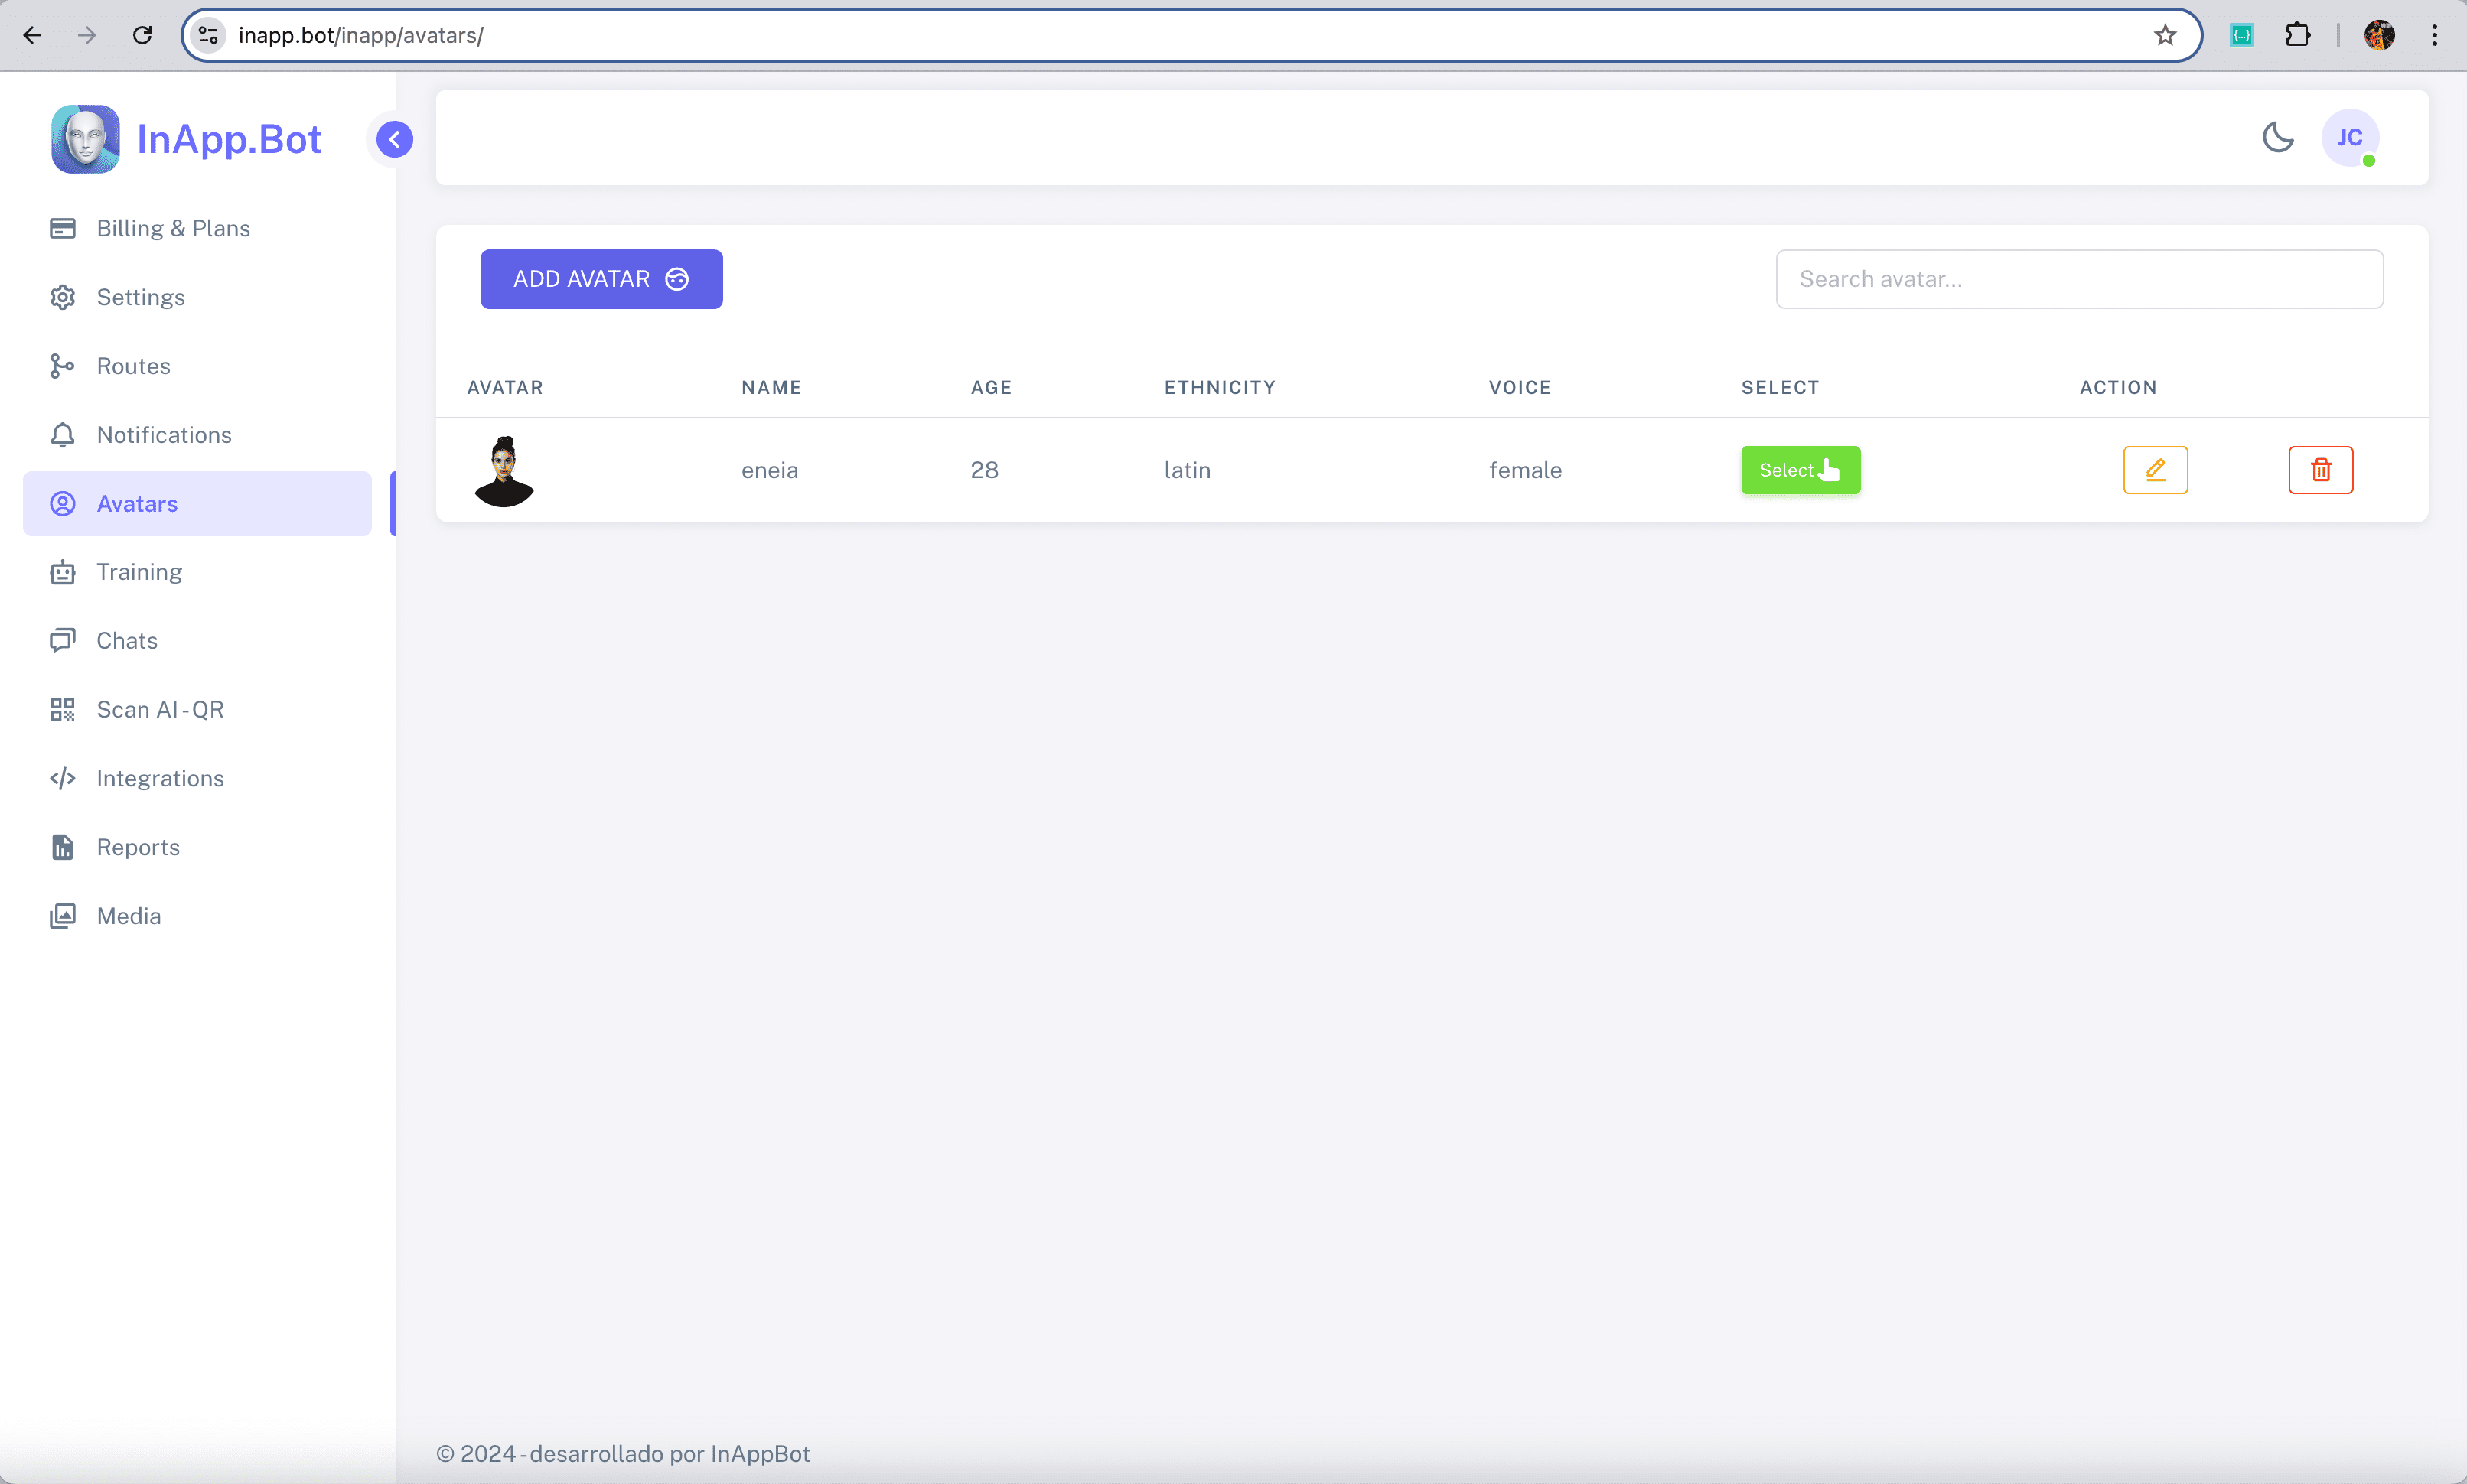 inapp.bot/inapp/avatars/
InApp.Bot
JC
Billing & Plans
Settings
Routes
Notifications
Avatars
Training
Chats
Scan AI-QR
Integrations
Reports
Media
ADD AVATAR
Search avatar...
AVATAR NAME AGE ETHNICITY VOICE SELECT ACTION
eneia 28 latin female Select
© 2024-desarrollado por InAppBot